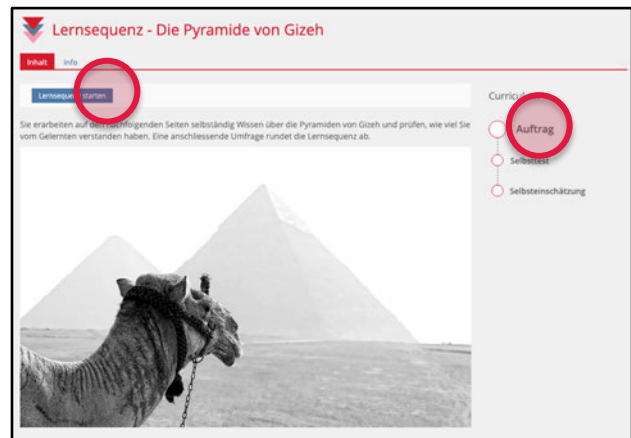 Lernsequenz - Die Pyramide von Gizeh
Inhalt Info
Lernsequenz starten
Sie erarbeiten auf den nachfolgenden Seiten selbständig Wissen über die Pyramiden von Gizeh und prüfen, wie viel Sie
vom Gelernten verstanden haben. Eine anschliessende Umfrage rundet die Lernsequenz ab.
Curriculum
Auftrag
Selbsttest
Selbsteinschätzung